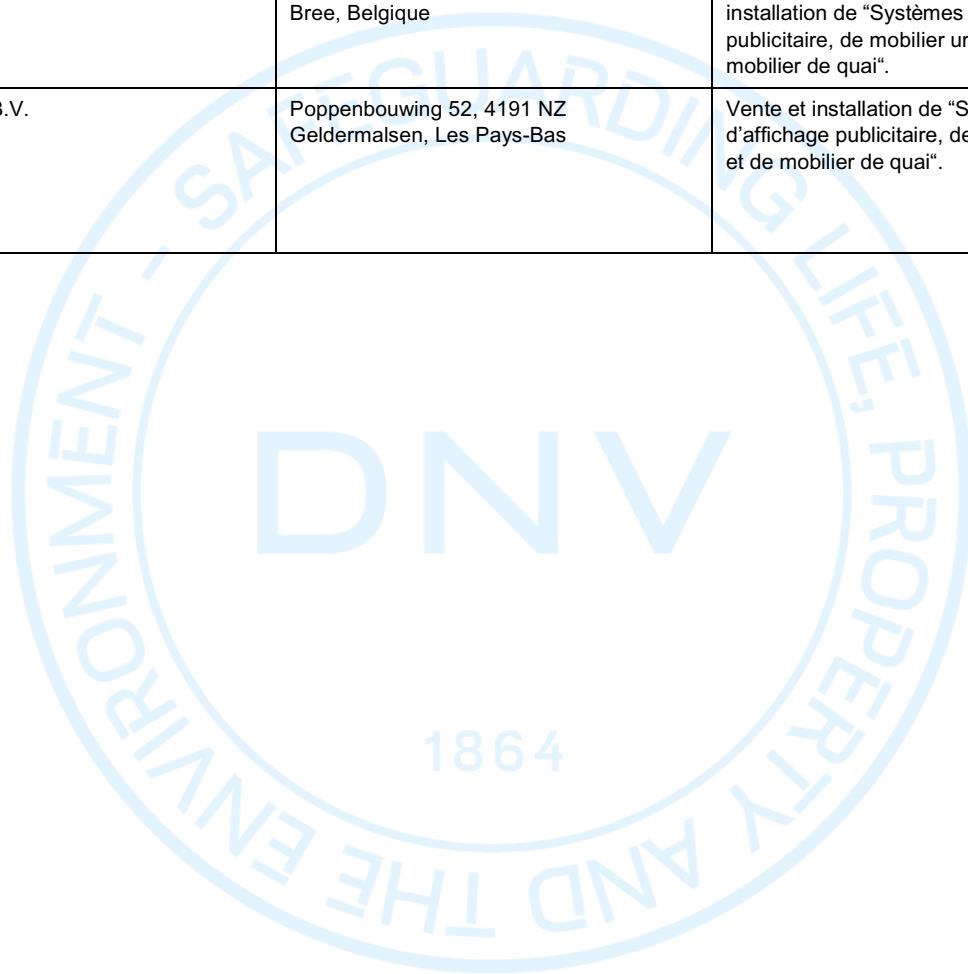 Bree, Belgique
installation de “Systèmes
publicitaire, de mobilier
mobilier de quai“.
B.V.
Poppenbouwing 52, 4191 NZ
Geldermalsen, Les Pays-Bas
Vente et installation de
d’affichage publicitaire,
et de mobilier de quai“.
SAFEGUARDING LIFE, PROPERTY AND THE ENVIRONMENT -
DNV
1864